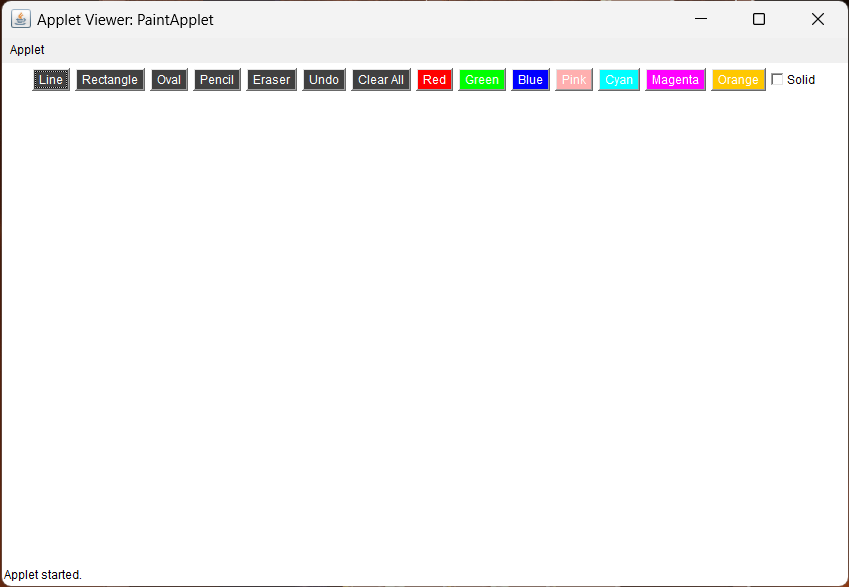 Applet Viewer: PaintApplet
Applet
Line Rectangle Oval Pencil Eraser Undo Clear All Red Green Blue Pink Cyan Magenta Orange Solid
Applet started.